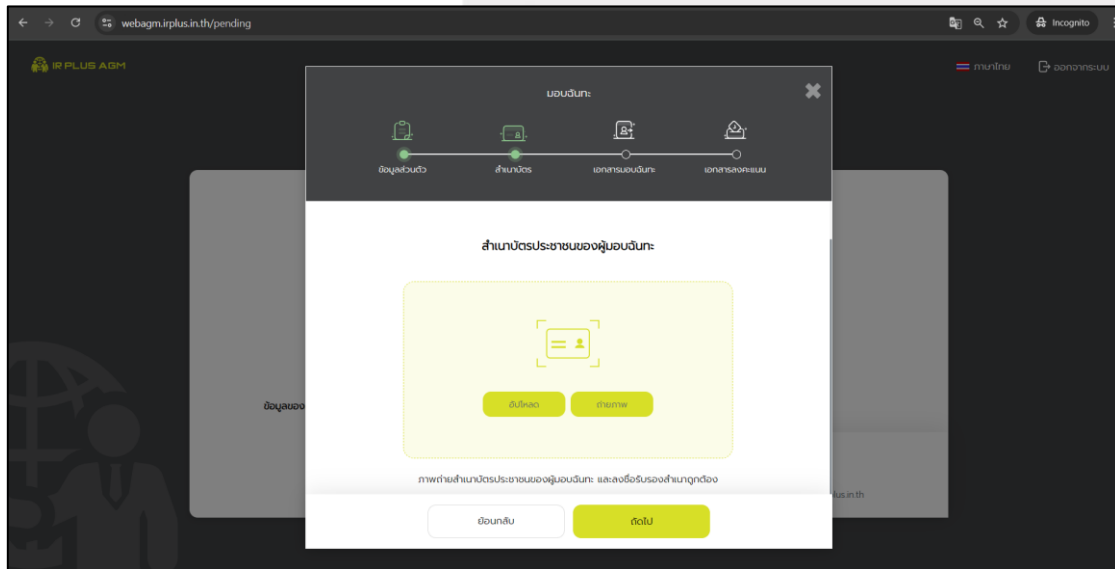 webagm.irplus.in.th/pending
Incognito
IR PLUS AGM
ภาษาไทย
ออกจากระบบ
มอบฉันทะ
ข้อมูลส่วนตัว
สำเนาบัตร
เอกสารมอบฉันทะ
เอกสารลงคะแนน
สำเนาบัตรประชาชนของผู้มอบฉันทะ
อัปโหลด
ถ่ายภาพ
ข้อมูลของ
ภาพถ่ายสำเนาบัตรประชาชนของผู้มอบฉันทะ และลงชื่อรับรองสำเนาถูกต้อง
lus.in.th
ย้อนกลับ
ถัดไป